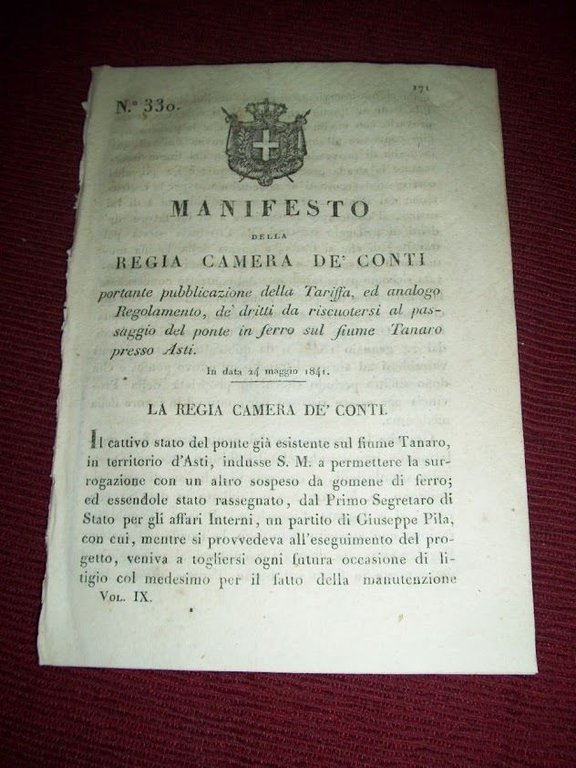 171
N.° 330.
MANIFESTO
DELLA
REGIA CAMERA DE' CONTI
portante pubblicazione della Tariffa, ed analogo
Regolamento, de' dritti da riscuotersi al pas-
saggio del ponte in ferro sul fiume Tanaro
presso Asti.
In data 24 maggio 1841.
LA REGIA CAMERA DE' CONTI.
Il cattivo stato del ponte già esistente sul fiume Tanaro,
in territorio d'Asti, indusse S. M. a permettere la sur-
rogazione con un altro sospeso da gomene di ferro;
ed essendole stato rassegnato, dal Primo Segretaro di
Stato per gli affari Interni, un partito di Giuseppe Pila,
con cui, mentre si provvedeva all'eseguimento del pro-
getto, veniva a togliersi ogni futura occasione di li-
tigio col medesimo per il fatto della manutenzione
VOL. IX.